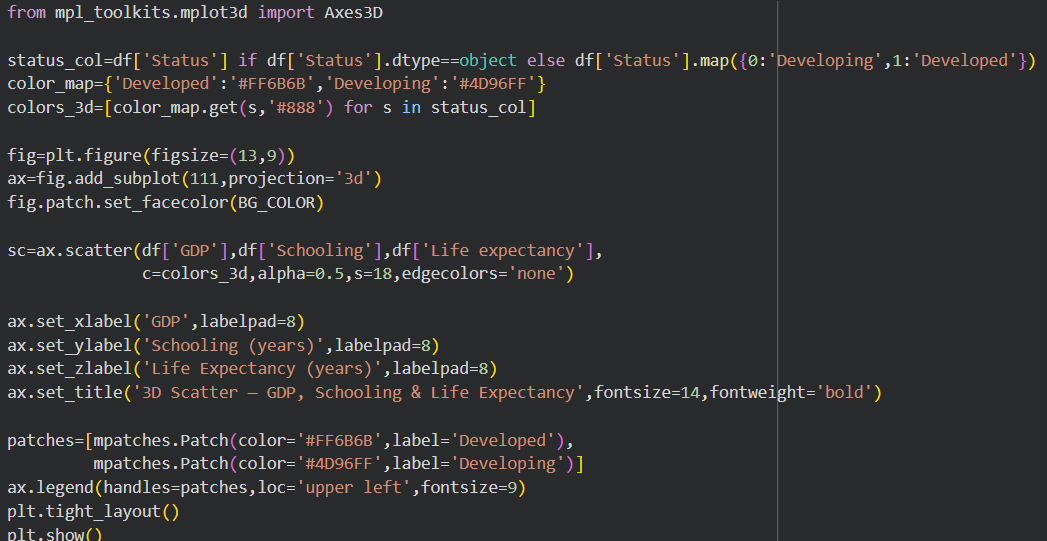 from mpl_toolkits.mplot3d import Axes3D
status_col=df['Status'] if df['Status'].dtype==object else df['Status'].map({0:'Developing',1:'Developed'})
color_map={'Developed':'#FF6B6B','Developing':'#4D96FF'}
colors_3d=[color_map.get(s,'#888') for s in status_col]
fig=plt.figure(figsize=(13,9))
ax=fig.add_subplot(111,projection='3d')
fig.patch.set_facecolor(BG_COLOR)
sc=ax.scatter(df['GDP'],df['Schooling'],df['Life expectancy'],
c=colors_3d,alpha=0.5,s=18,edgecolors='none')
ax.set_xlabel('GDP',labelpad=8)
ax.set_ylabel('Schooling (years)',labelpad=8)
ax.set_zlabel('Life Expectancy (years)',labelpad=8)
ax.set_title('3D Scatter — GDP, Schooling & Life Expectancy',fontsize=14,fontweight='bold')
patches=[mpatches.Patch(color='#FF6B6B',label='Developed'),
mpatches.Patch(color='#4D96FF',label='Developing')]
ax.legend(handles=patches,loc='upper left',fontsize=9)
plt.tight_layout()
plt.show()